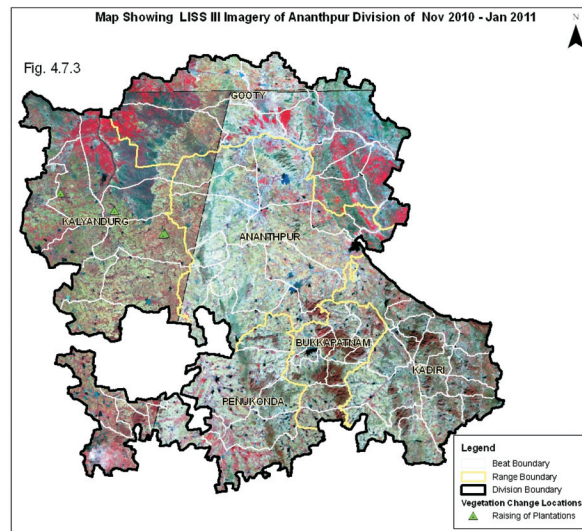 Map Showing LISS III Imagery of Ananthpur Division of Nov 2010 - Jan 2011
N
Fig. 4.7.3
GOOTY
KALYANDURG
ANANTHPUR
BUKKAPATNAM
KADIRI
PENUKONDA
Legend
Beat Boundary
Range Boundary
Division Boundary
Vegetation Change Locations
Raising of Plantations